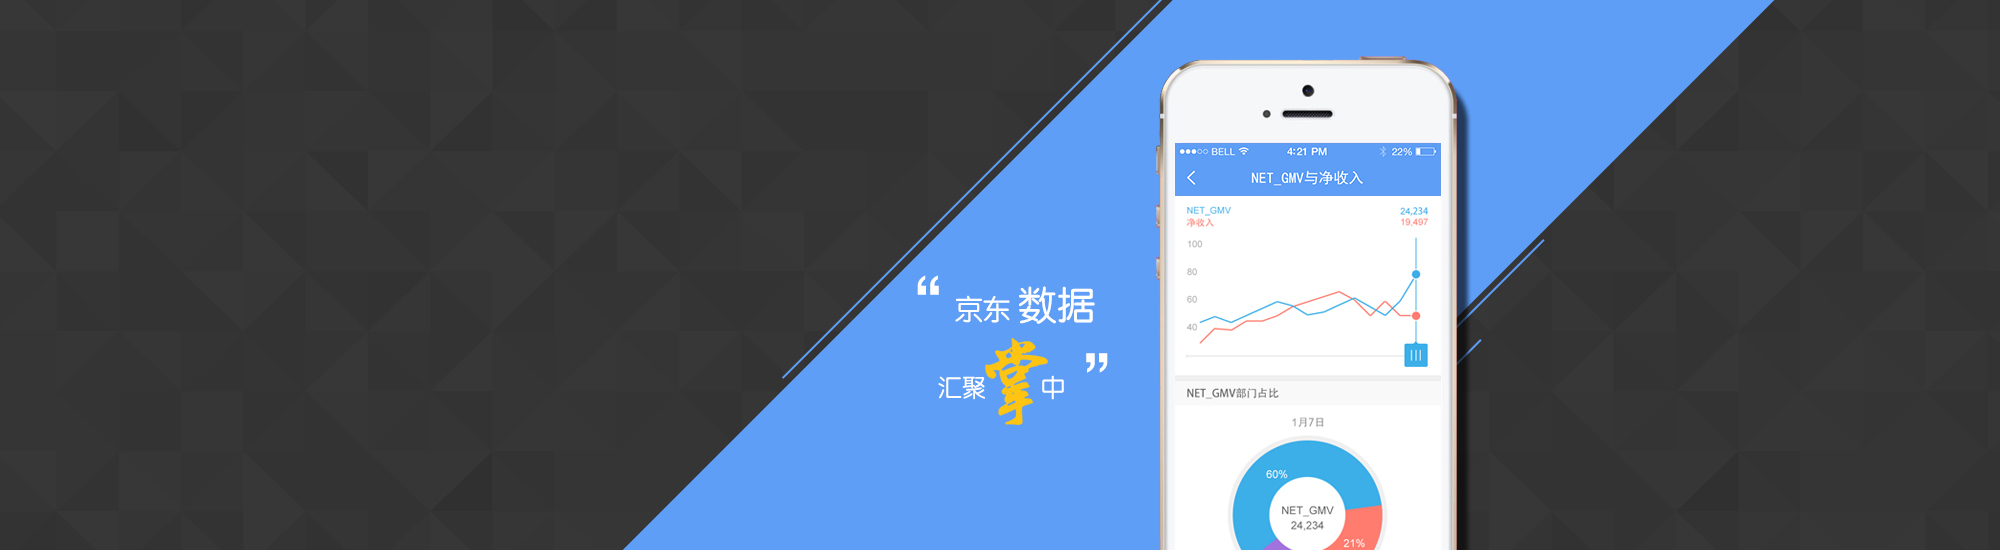 “京东 数据
汇聚掌中”
BELL 4:21 PM 22%
NET_GMV与净收入
NET_GMV 24,234
净收入 19,497
100
80
60
40
NET_GMV部门占比
1月7日
60%
NET_GMV
24,234
21%